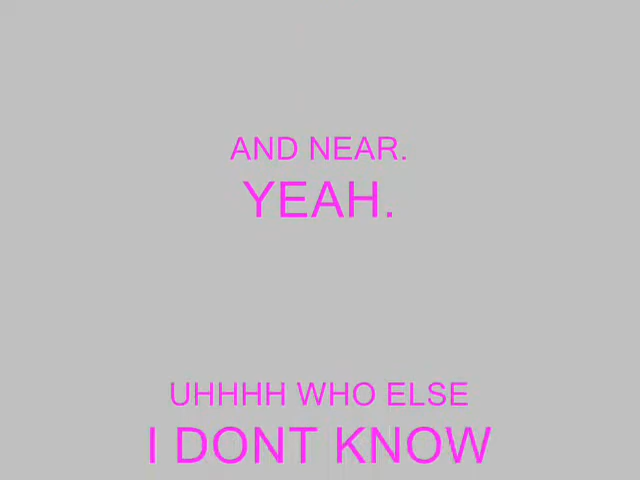 AND NEAR.
YEAH.
UHHHH WHO ELSE
I DONT KNOW